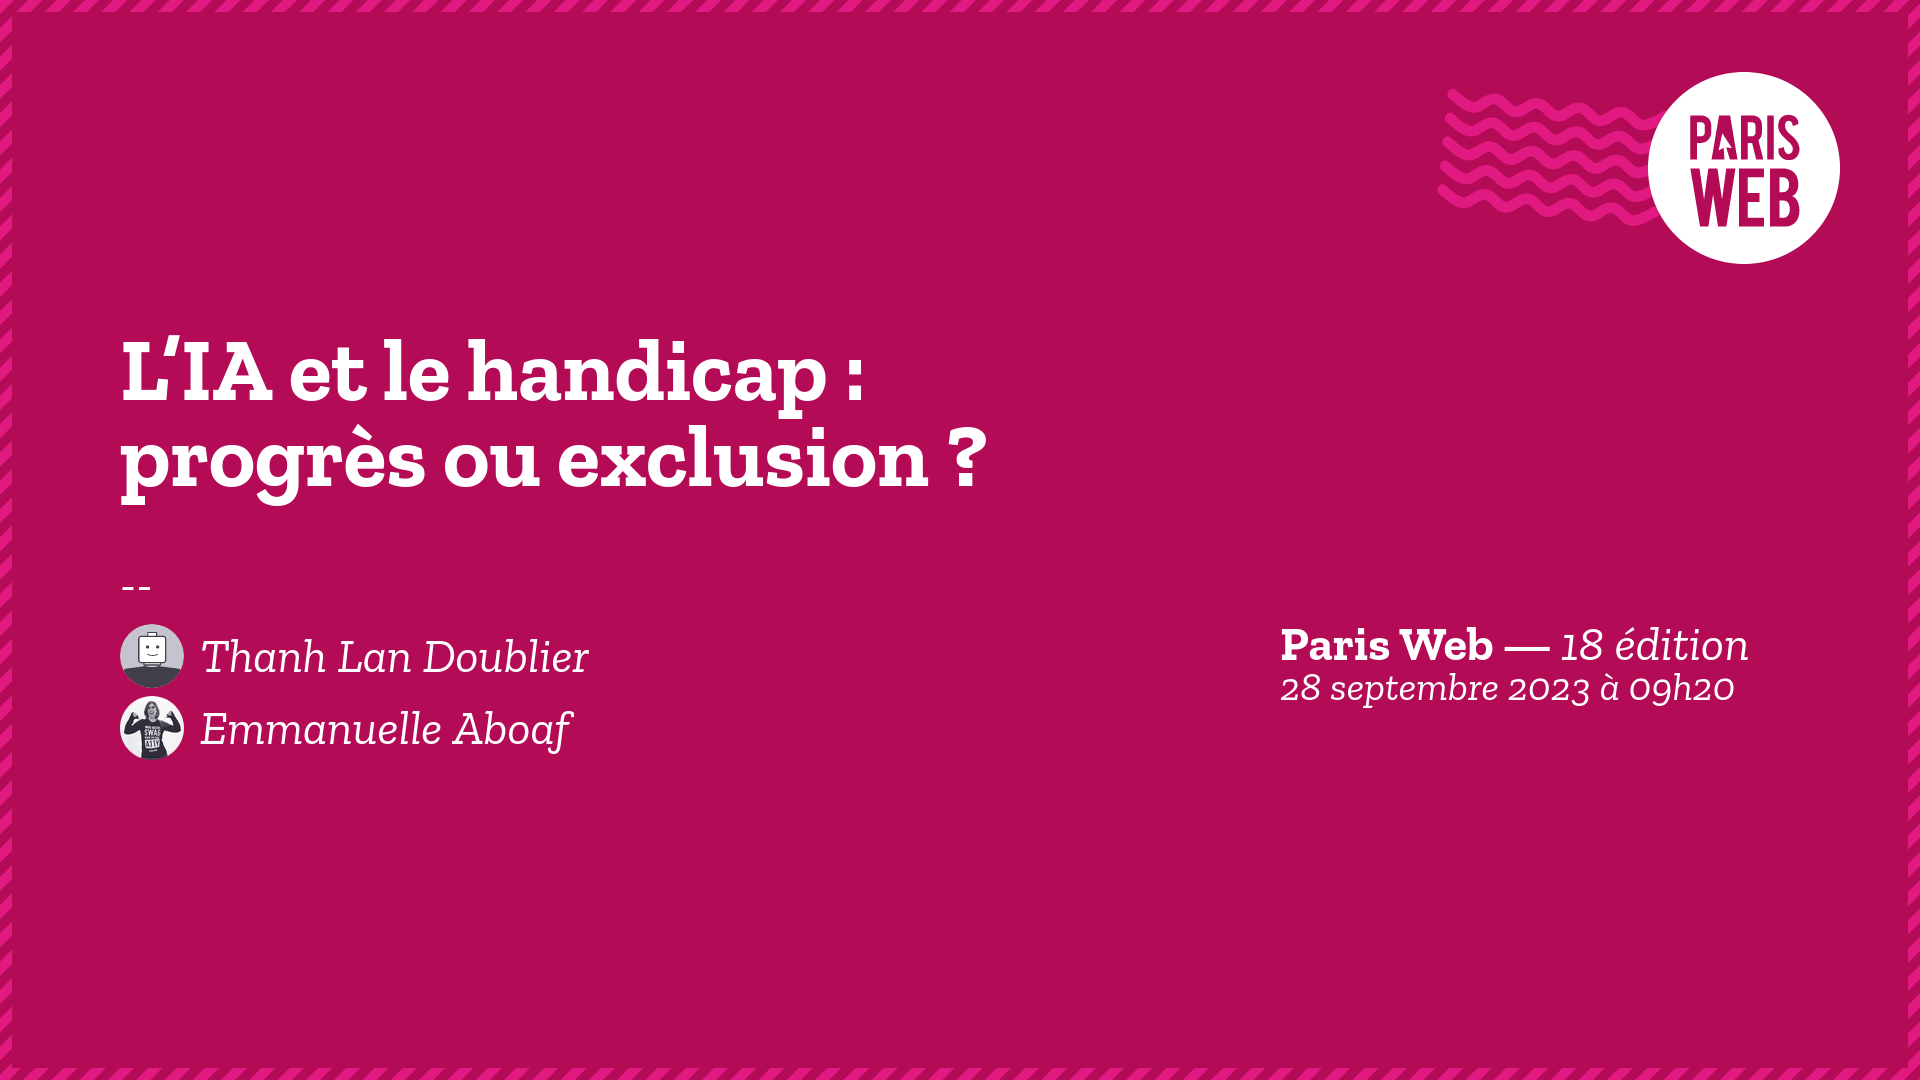 PARIS
WEB
L’IA et le handicap :
progrès ou exclusion ?
--
Thanh Lan Doublier
Emmanuelle Aboaf
Paris Web — 18 édition
28 septembre 2023 à 09h20